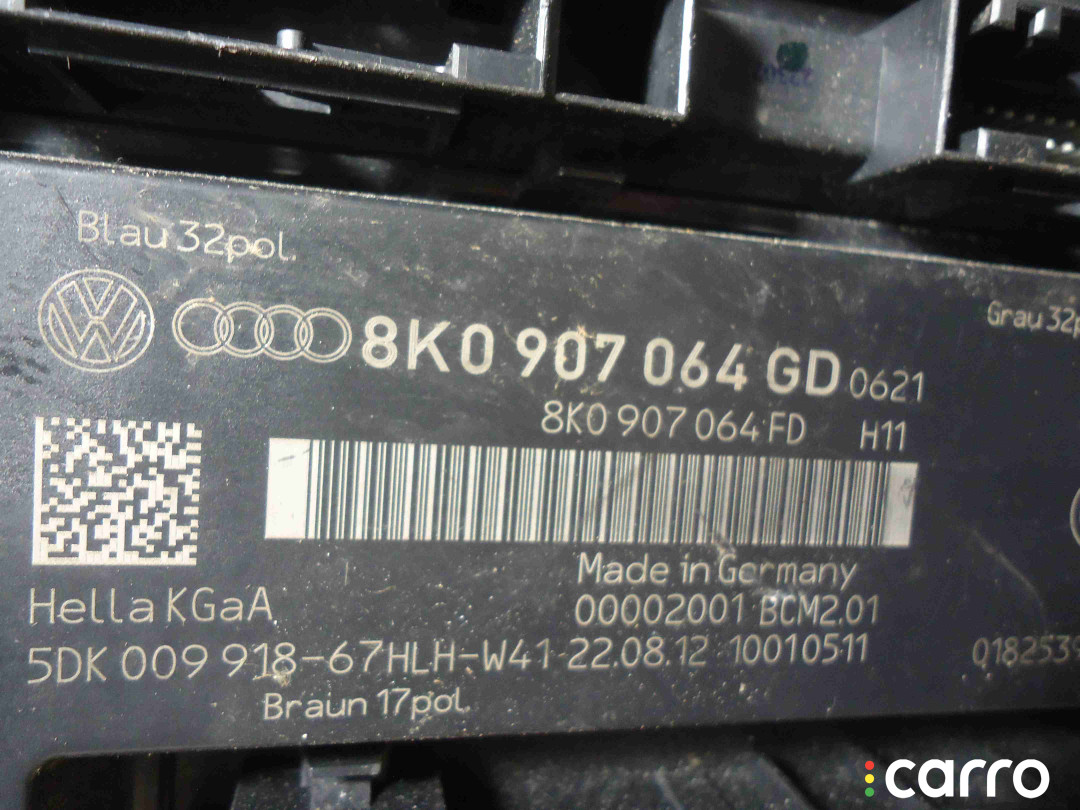 Blau 32pol.
Grau 32p
8K0 907 064 GD 0621
8K0 907 064 FD H11
Made in Germany
Hella KGaA 00002001 BCM2.01
5DK 009 918-67HLH-W41 22.08.12 10010511 0182539
Braun 17pol.
carro